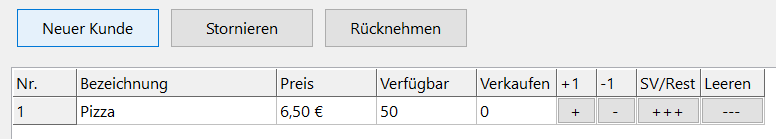 Neuer Kunde Stornieren Rücknehmen
Nr. Bezeichnung Preis Verfügbar Verkaufen +1 -1 SV/Rest Leeren
1 Pizza 6,50 € 50 0 + - +++ ---